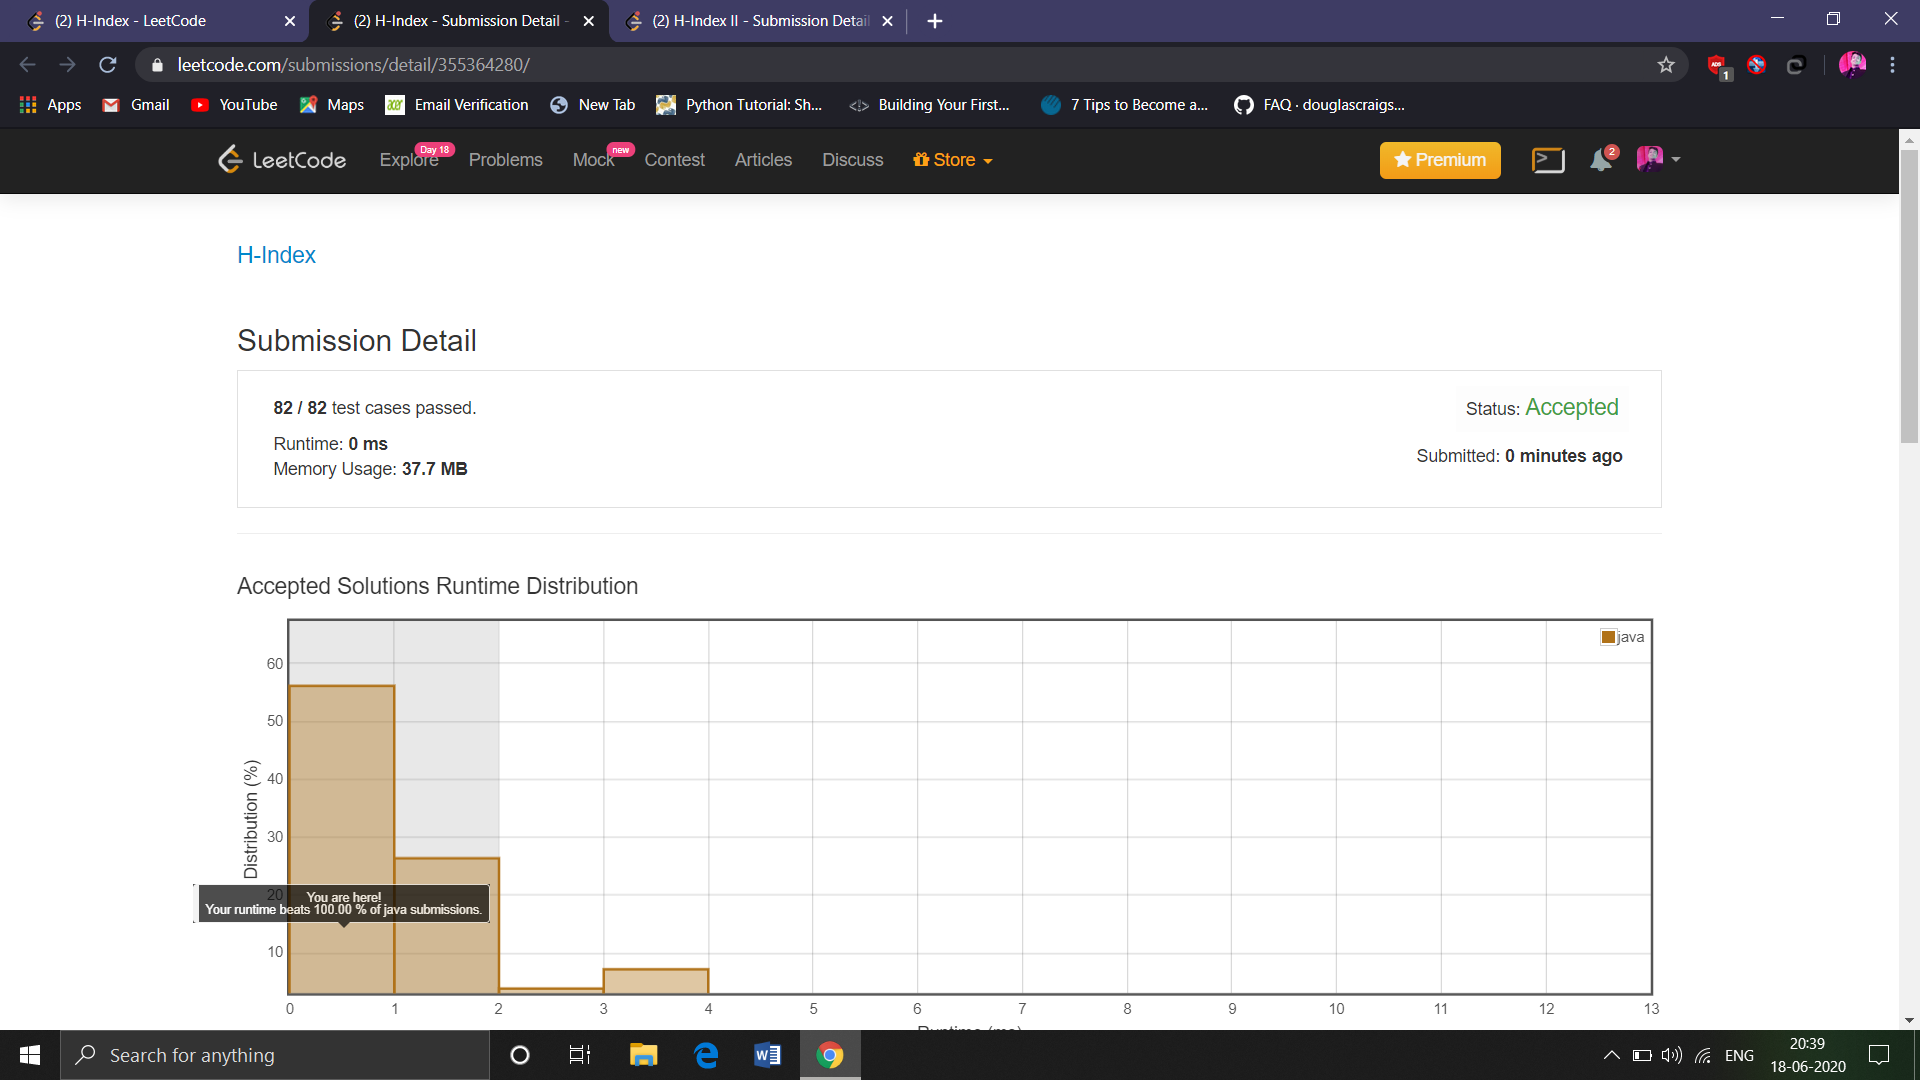 (2) H-Index - LeetCode
(2) H-Index - Submission Detail -
(2) H-Index II - Submission Detail
leetcode.com/submissions/detail/355364280/
ADS
1
Apps
Gmail
YouTube
Maps
acer
Email Verification
New Tab
Python Tutorial: Sh...
Building Your First...
7 Tips to Become a...
FAQ · douglascraigs...
LeetCode
Explore
Day 18
Problems
Mock
new
Contest
Articles
Discuss
Store
Premium
2
H-Index
Submission Detail
82 / 82 test cases passed.
Status: Accepted
Runtime: 0 ms
Submitted: 0 minutes ago
Memory Usage: 37.7 MB
Accepted Solutions Runtime Distribution
java
60
50
40
30
20
10
Distribution (%)
You are here!
Your runtime beats 100.00 % of java submissions.
0 1 2 3 4 5 6 7 8 9 10 11 12 13
Runtime (ms)
Search for anything
ENG
20:39
18-06-2020